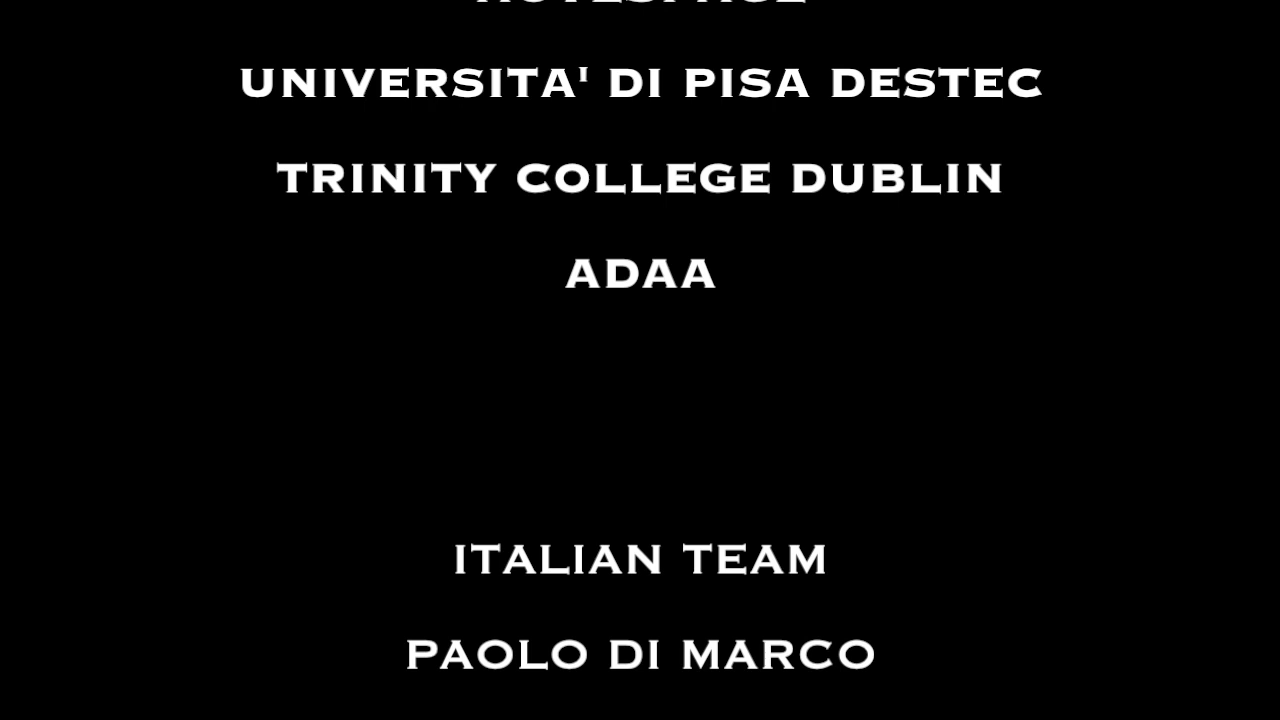 UNIVERSITA' DI PISA DESTEC
TRINITY COLLEGE DUBLIN
ADAA
ITALIAN TEAM
PAOLO DI MARCO